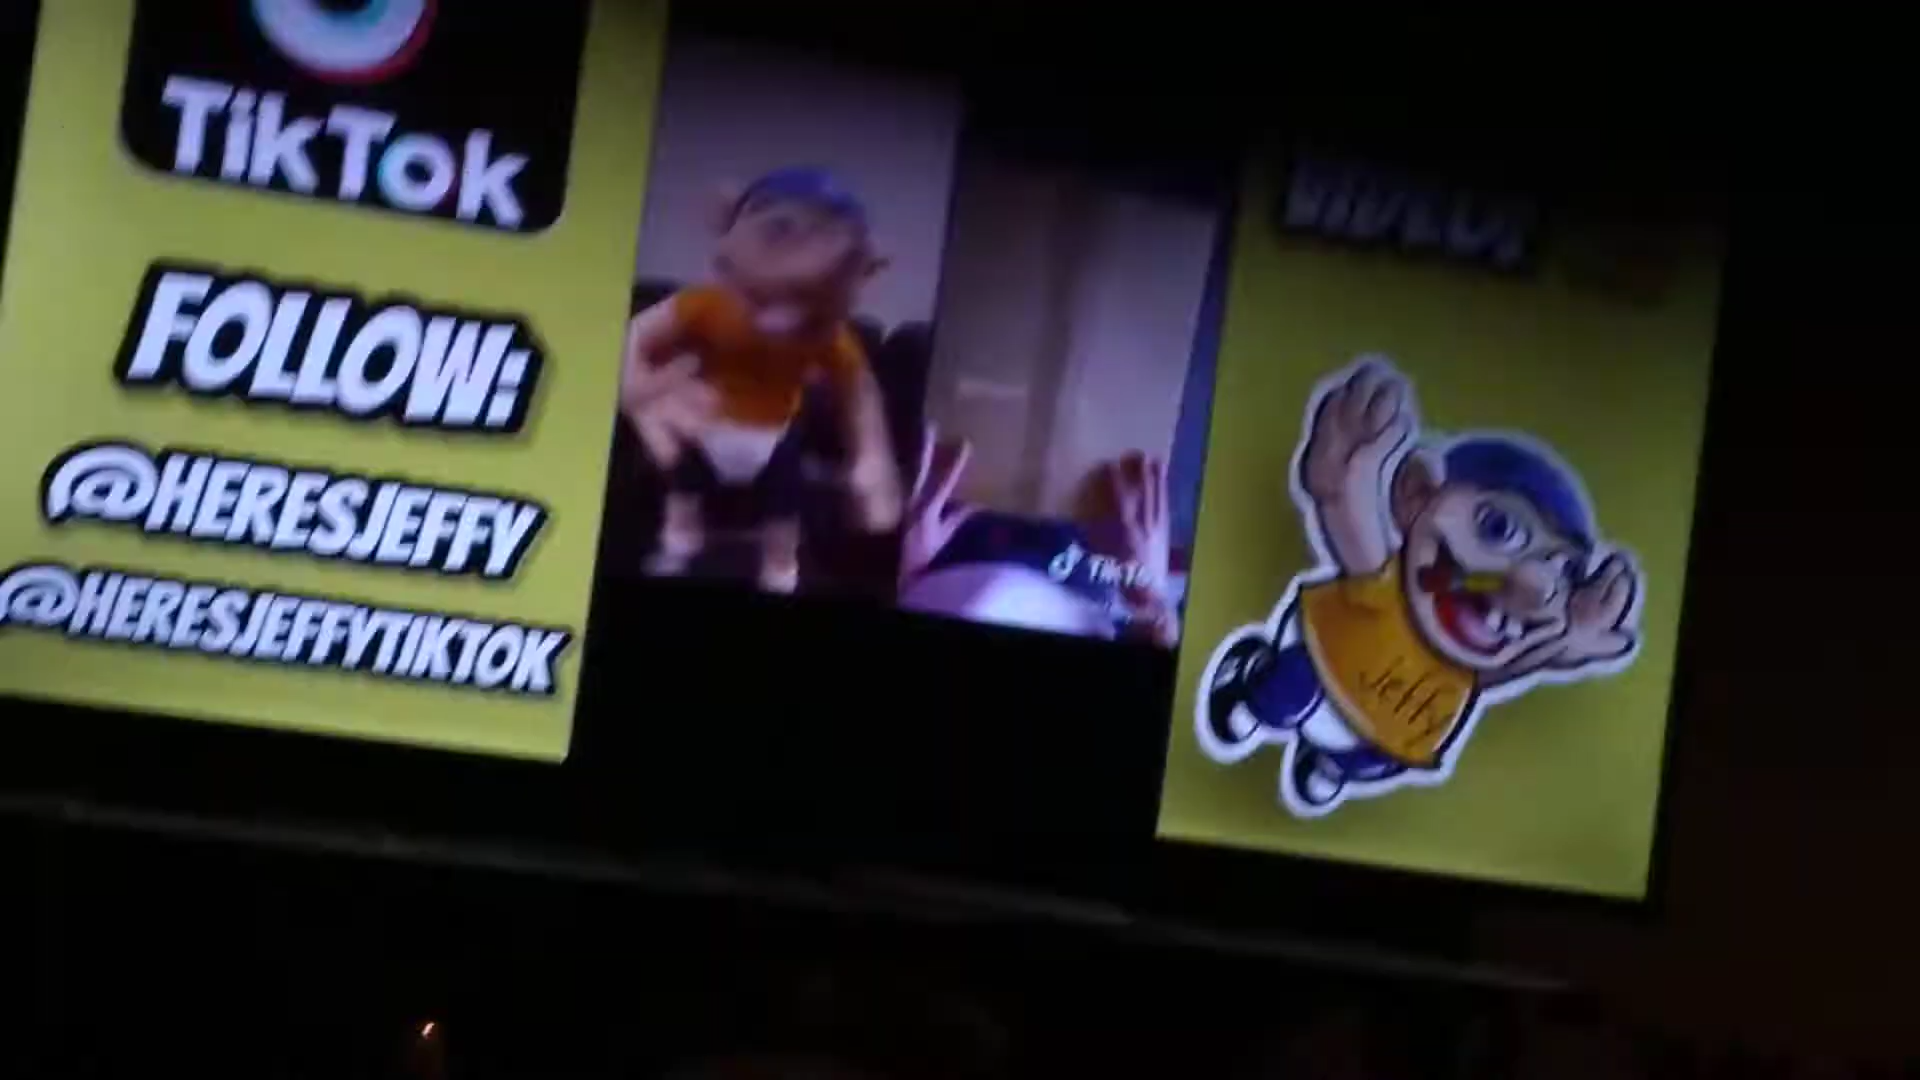 TikTok
FOLLOW:
@HERESJEFFY
@HERESJEFFYTIKTOK
TikTok
Jeffy